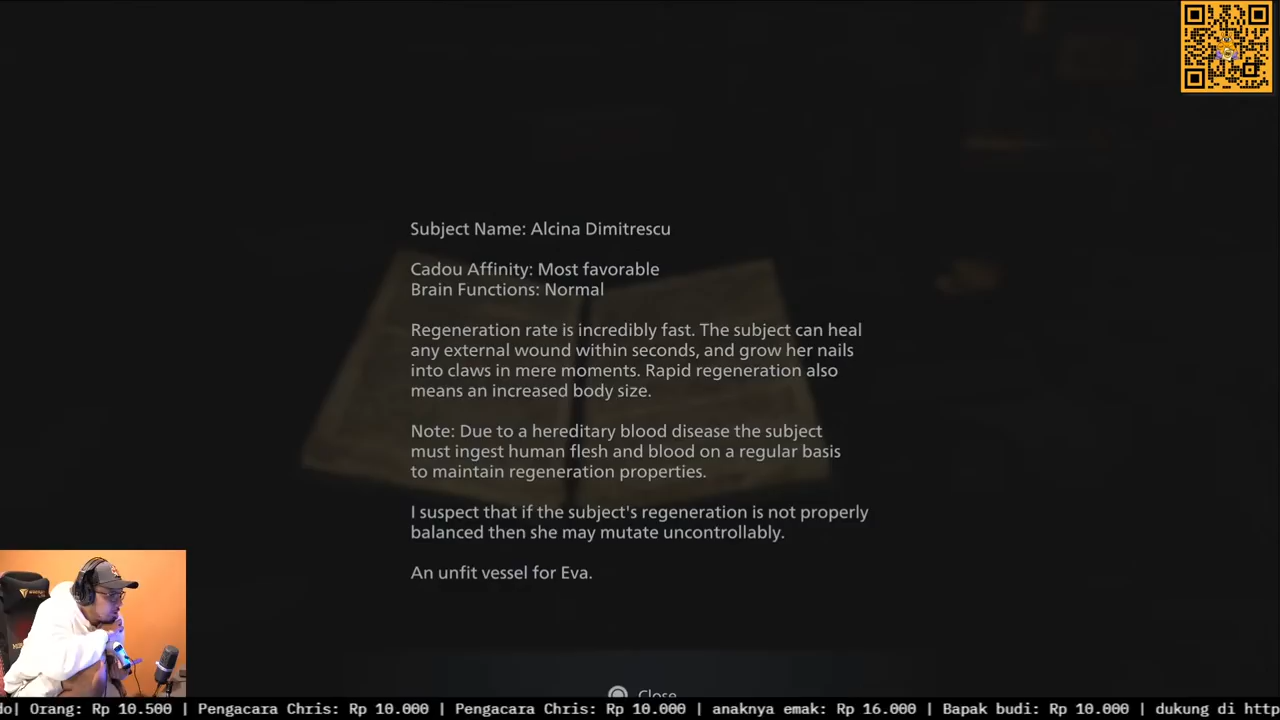 Subject Name: Alcina Dimitrescu
Cadou Affinity: Most favorable
Brain Functions: Normal
Regeneration rate is incredibly fast. The subject can heal
any external wound within seconds, and grow her nails
into claws in mere moments. Rapid regeneration also
means an increased body size.
Note: Due to a hereditary blood disease the subject
must ingest human flesh and blood on a regular basis
to maintain regeneration properties.
I suspect that if the subject's regeneration is not properly
balanced then she may mutate uncontrollably.
An unfit vessel for Eva.
Close
do| Orang: Rp 10.500 | Pengacara Chris: Rp 10.000 | Pengacara Chris: Rp 10.000 | anaknya emak: Rp 16.000 | Bapak budi: Rp 10.000 | dukung di http